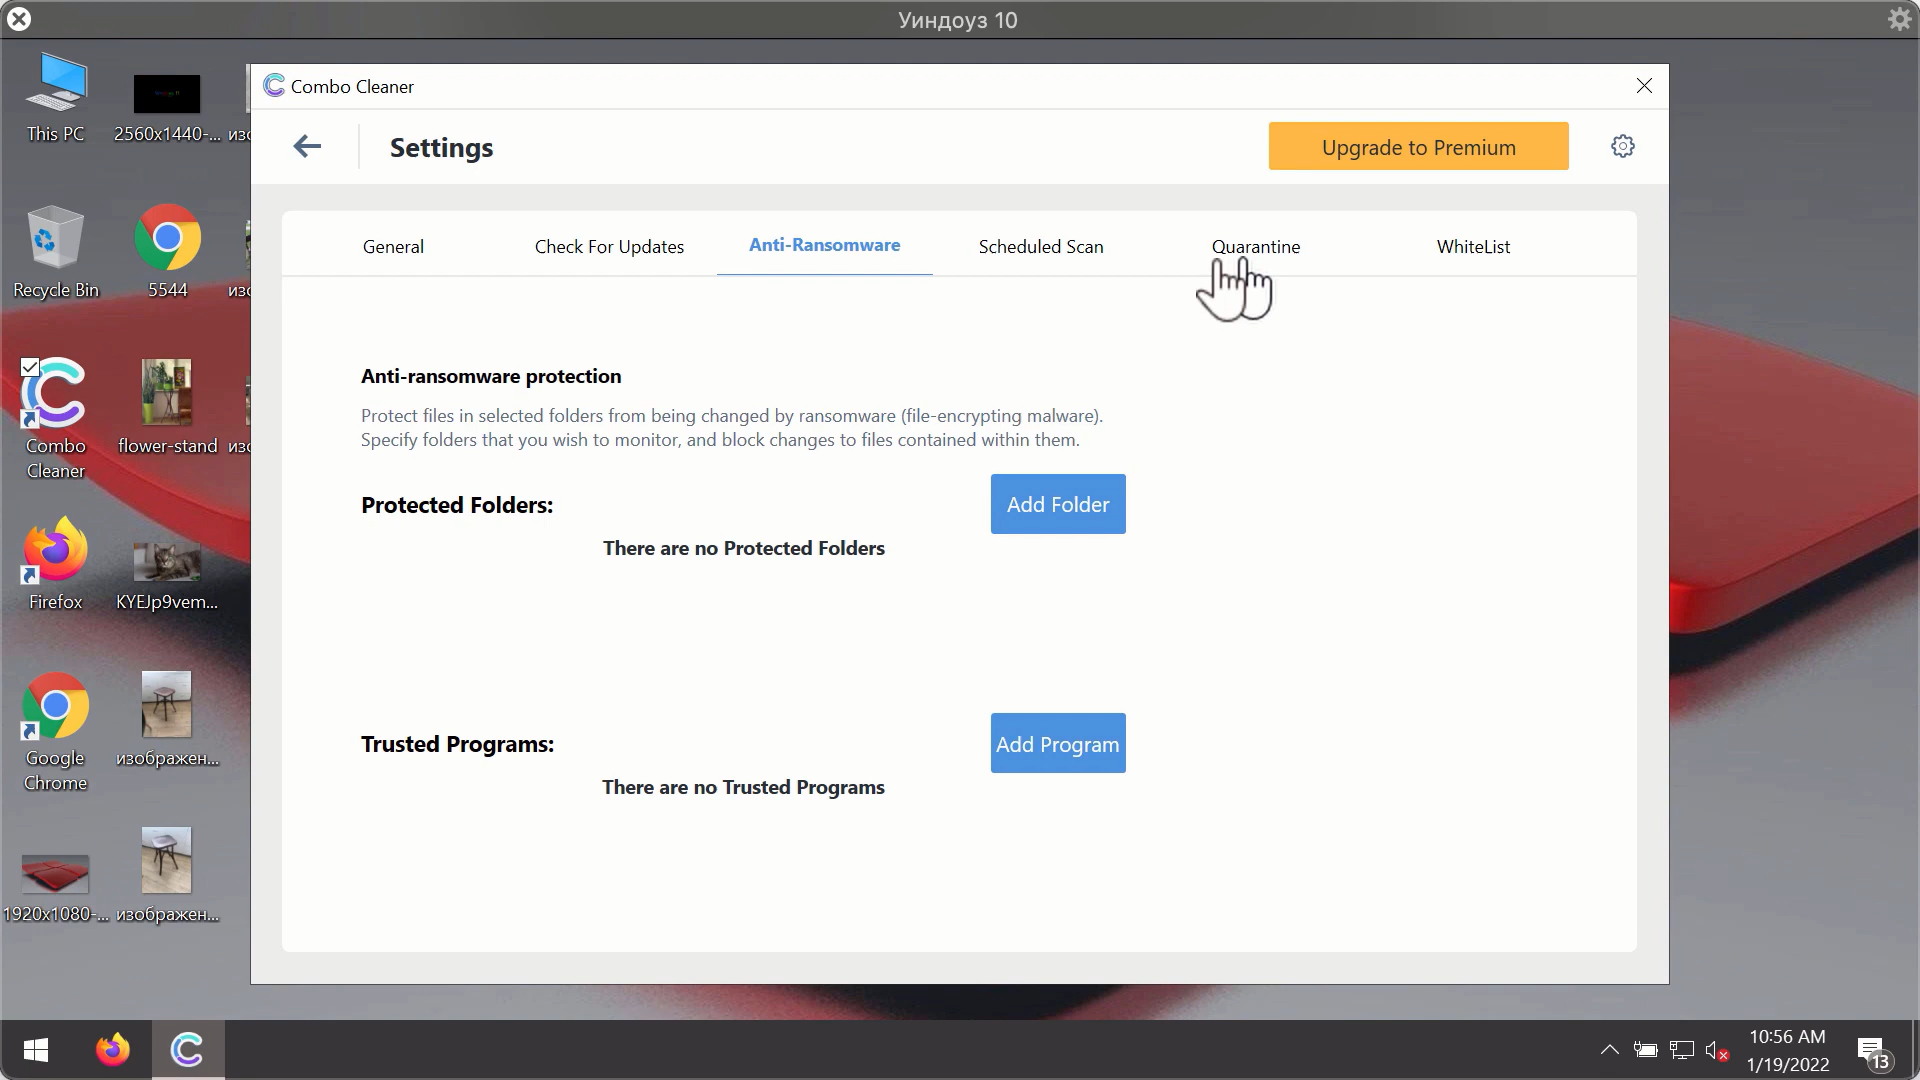 Уиндоуз 10
This PC
2560x1440-...
изо
Recycle Bin
5544
изо
Combo
Cleaner
flower-stand
изо
Firefox
KYEJp9vem...
Google
Chrome
изображен...
1920x1080-...
изображен...
Combo Cleaner
Settings
Upgrade to Premium
General
Check For Updates
Anti-Ransomware
Scheduled Scan
Quarantine
WhiteList
Anti-ransomware protection
Protect files in selected folders from being changed by ransomware (file-encrypting malware).
Specify folders that you wish to monitor, and block changes to files contained within them.
Protected Folders:
Add Folder
There are no Protected Folders
Trusted Programs:
Add Program
There are no Trusted Programs
10:56 AM
1/19/2022
13